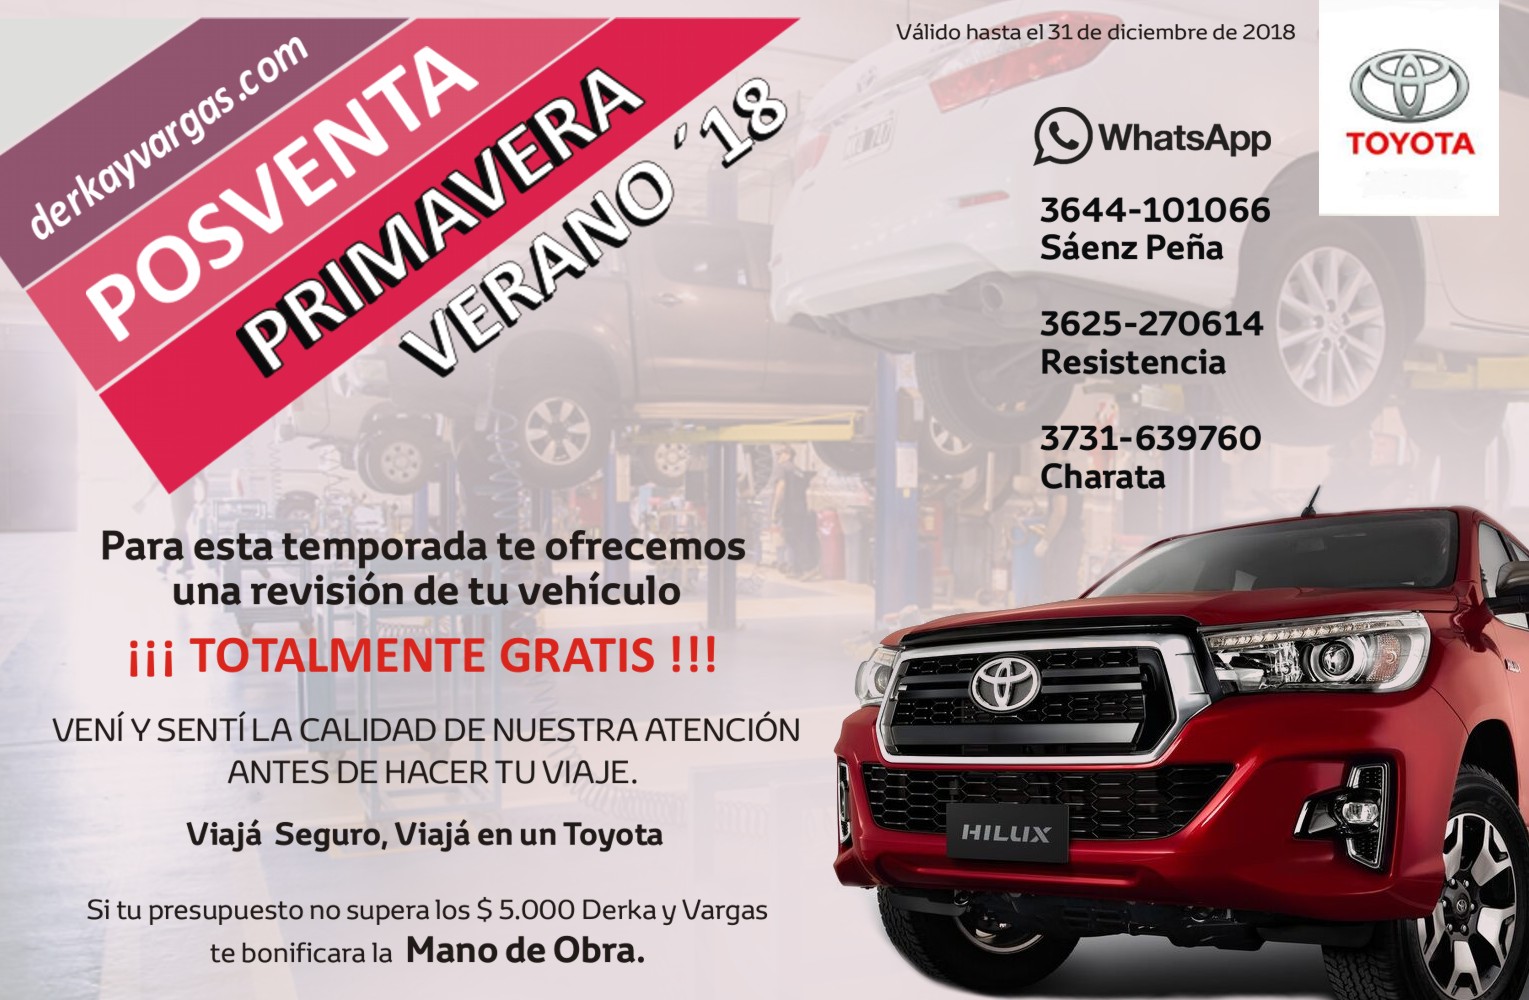 derkayvargas.com
POSVENTA
PRIMAVERA
VERANO ´18
Válido hasta el 31 de diciembre de 2018
TOYOTA
WhatsApp
3644-101066
Sáenz Peña
3625-270614
Resistencia
3731-639760
Charata
Para esta temporada te ofrecemos
una revisión de tu vehículo
¡¡¡ TOTALMENTE GRATIS !!!
VENÍ Y SENTÍ LA CALIDAD DE NUESTRA ATENCIÓN
ANTES DE HACER TU VIAJE.
Viajá Seguro, Viajá en un Toyota
Si tu presupuesto no supera los $ 5.000 Derka y Vargas
te bonificara la Mano de Obra.
HILUX